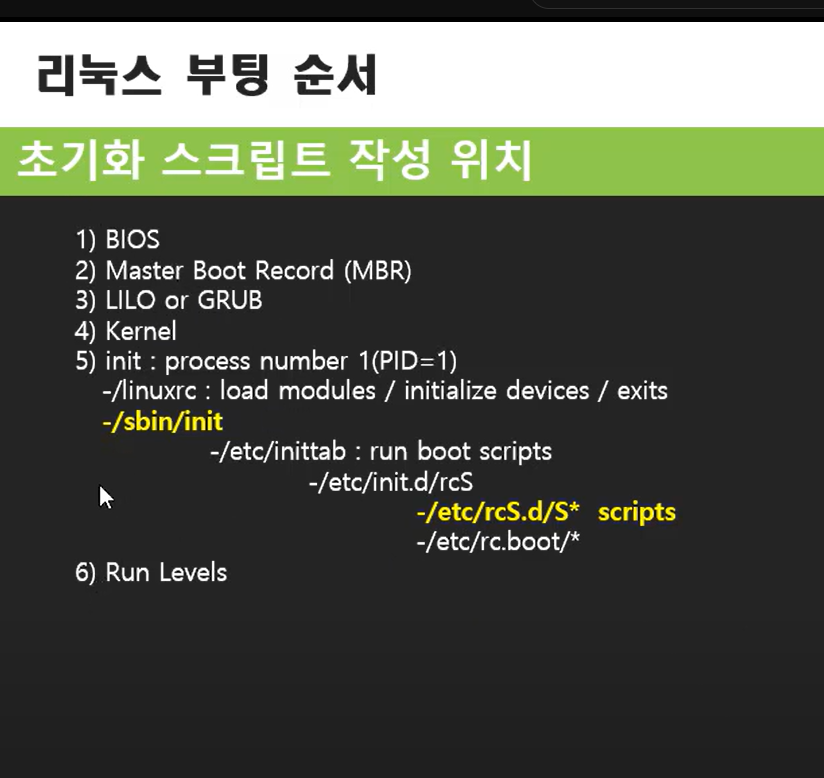 리눅스 부팅 순서
초기화 스크립트 작성 위치
1) BIOS
2) Master Boot Record (MBR)
3) LILO or GRUB
4) Kernel
5) init : process number 1(PID=1)
-/linuxrc : load modules / initialize devices / exits
-/sbin/init
-/etc/inittab : run boot scripts
-/etc/init.d/rcS
-/etc/rcS.d/S* scripts
-/etc/rc.boot/*
6) Run Levels